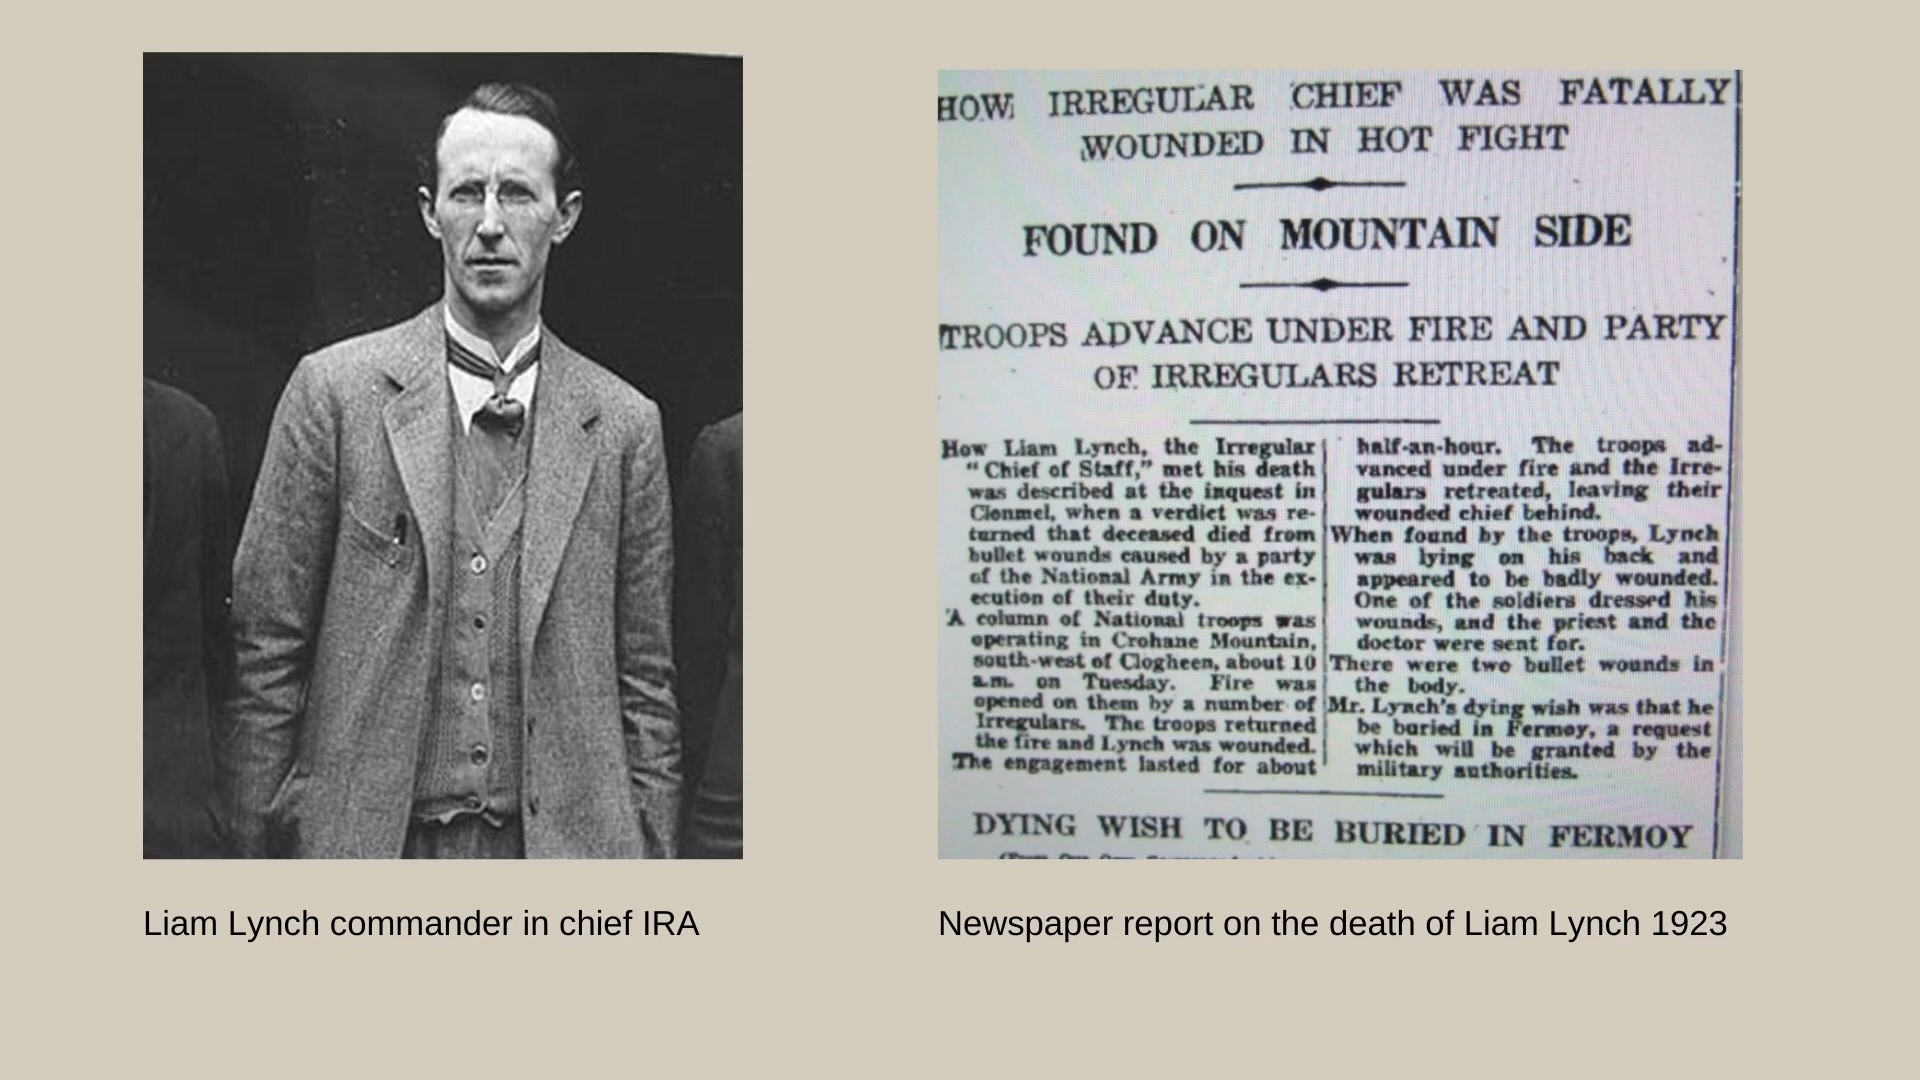 HOW IRREGULAR CHIEF WAS FATALLY
WOUNDED IN HOT FIGHT
FOUND ON MOUNTAIN SIDE
TROOPS ADVANCE UNDER FIRE AND PARTY
OF IRREGULARS RETREAT
How Liam Lynch, the Irregular
" Chief of Staff," met his death
was described at the inquest in
Clonmel, when a verdict was re-
turned that deceased died from
bullet wounds caused by a party
of the National Army in the ex-
ecution of their duty.
A column of National troops was
operating in Crohane Mountain,
south-west of Clogheen, about 10
a.m. on Tuesday. Fire was
opened on them by a number of
Irregulars. The troops returned
the fire and Lynch was wounded.
The engagement lasted for about
half-an-hour. The troops ad-
vanced under fire and the Irre-
gulars retreated, leaving their
wounded chief behind.
When found by the troops, Lynch
was lying on his back and
appeared to be badly wounded.
One of the soldiers dressed his
wounds, and the priest and the
doctor were sent for.
There were two bullet wounds in
the body.
Mr. Lynch's dying wish was that he
be buried in Fermoy, a request
which will be granted by the
military authorities.
DYING WISH TO BE BURIED IN FERMOY
Liam Lynch commander in chief IRA
Newspaper report on the death of Liam Lynch 1923